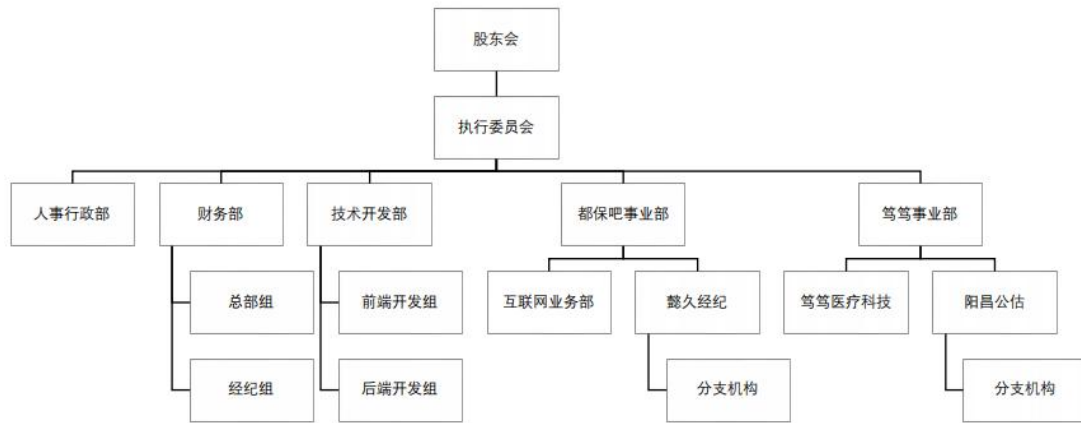 股东会
执行委员会
人事行政部
财务部
技术开发部
都保吧事业部
笃笃事业部
总部组
前端开发组
互联网业务部
懿久经纪
笃笃医疗科技
阳昌公估
经纪组
后端开发组
分支机构
分支机构